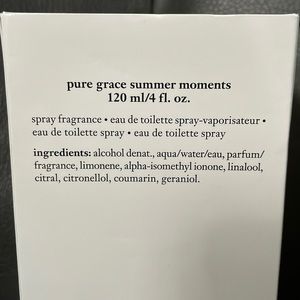 pure grace summer moments
120 ml/4 fl. oz.
spray fragrance • eau de toilette spray-vaporisateur •
eau de toilette spray • eau de toilette spray
ingredients: alcohol denat., aqua/water/eau, parfum/
fragrance, limonene, alpha-isomethyl ionone, linalool,
citral, citronellol, coumarin, geraniol.